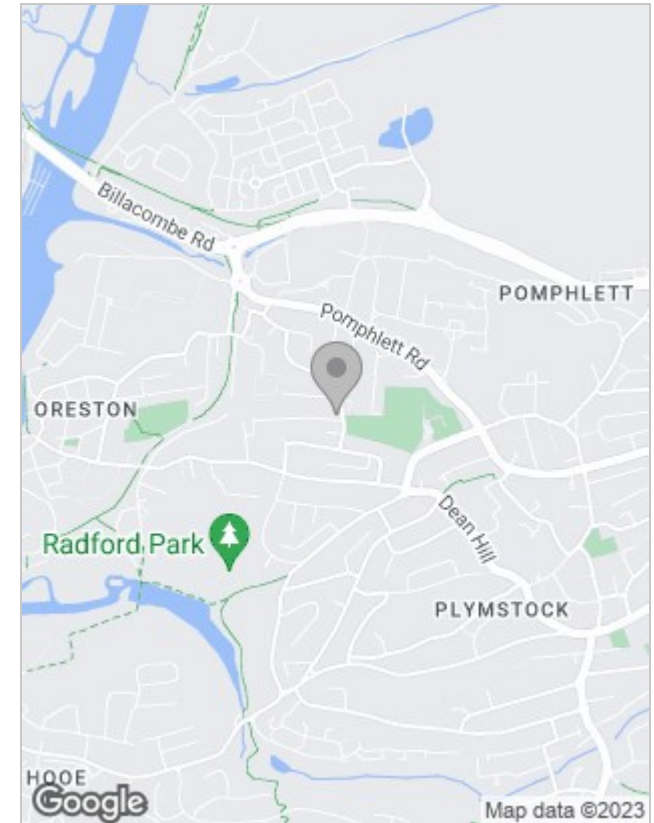 Billacombe Rd
POMPHLETT
Pomphlett Rd
ORESTON
Dean Hill
Radford Park
PLYMSTOCK
HOOE
Google
Map data ©2023